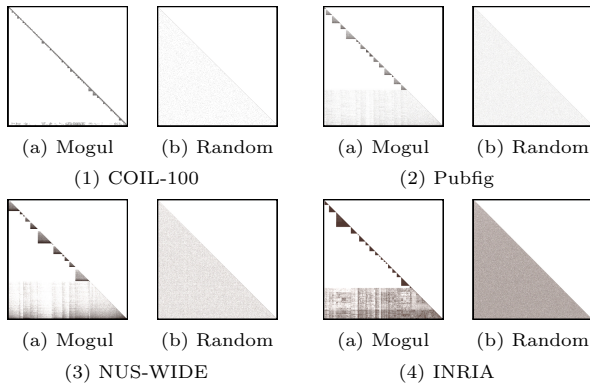 (a) Mogul (b) Random (a) Mogul (b) Random
(1) COIL-100 (2) Pubfig
(a) Mogul (b) Random (a) Mogul (b) Random
(3) NUS-WIDE (4) INRIA